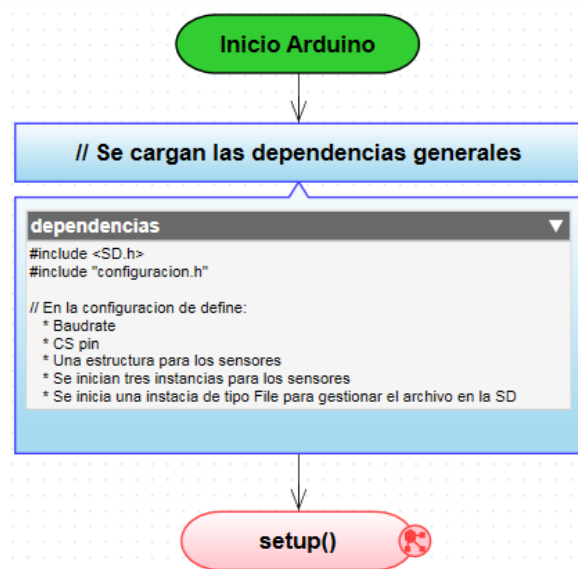 Inicio Arduino
// Se cargan las dependencias generales
dependencias
#include <SD.h>
#include "configuracion.h"
// En la configuracion de define:
* Baudrate
* CS pin
* Una estructura para los sensores
* Se inician tres instancias para los sensores
* Se inicia una instacia de tipo File para gestionar el archivo en la SD
setup()